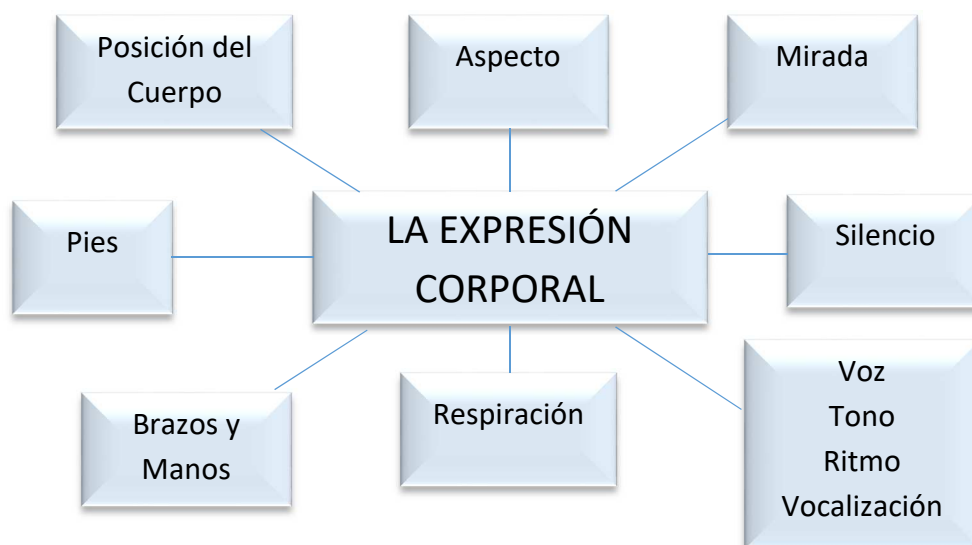 Posición del
Cuerpo
Aspecto
Mirada
Pies
LA EXPRESIÓN
CORPORAL
Silencio
Brazos y
Manos
Respiración
Voz
Tono
Ritmo
Vocalización